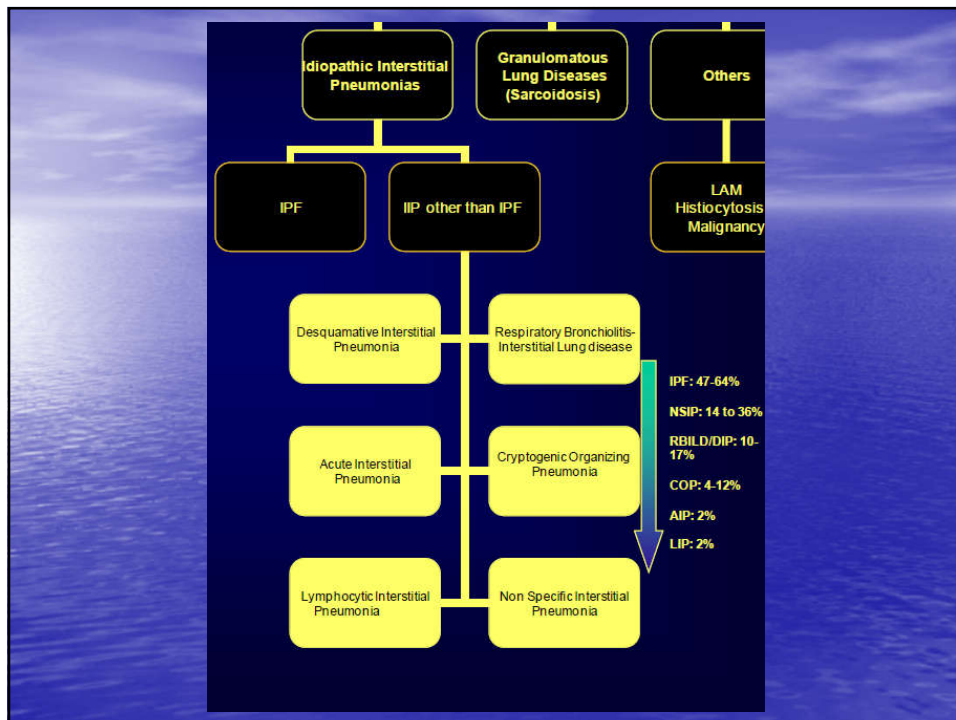 Idiopathic Interstitial
Pneumonias
Granulomatous
Lung Diseases
(Sarcoidosis)
Others
IPF
IIP other than IPF
LAM
Histiocytosis
Malignancy
Desquamative Interstitial
Pneumonia
Respiratory Bronchiolitis-
Interstitial Lung disease
Acute Interstitial
Pneumonia
Cryptogenic Organizing
Pneumonia
Lymphocytic Interstitial
Pneumonia
Non Specific Interstitial
Pneumonia
IPF: 47-64%
NSIP: 14 to 36%
RBILD/DIP: 10-
17%
COP: 4-12%
AIP: 2%
LIP: 2%